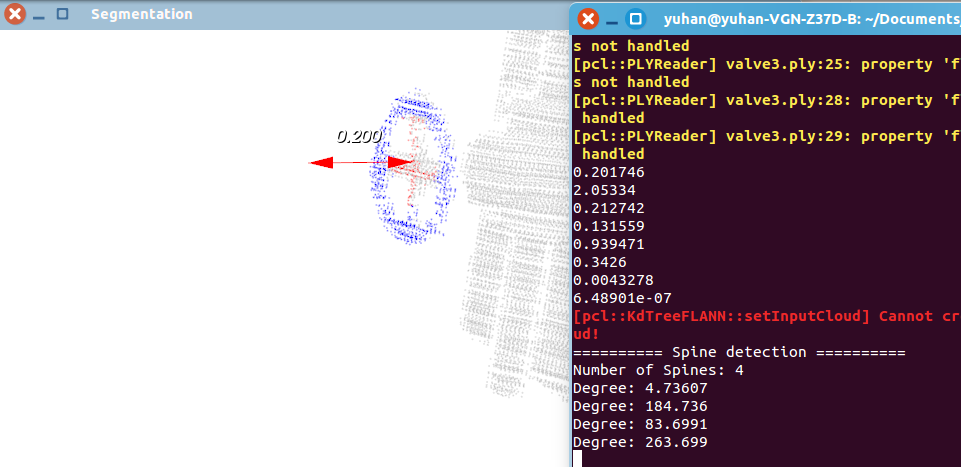 Segmentation
0.200
yuhan@yuhan-VGN-Z37D-B: ~/Documents
s not handled
[pcl::PLYReader] valve3.ply:25: property 'f
s not handled
[pcl::PLYReader] valve3.ply:28: property 'f
handled
[pcl::PLYReader] valve3.ply:29: property 'f
handled
0.201746
2.05334
0.212742
0.131559
0.939471
0.3426
0.0043278
6.48901e-07
[pcl::KdTreeFLANN::setInputCloud] Cannot cr
ud!
========== Spine detection ==========
Number of Spines: 4
Degree: 4.73607
Degree: 184.736
Degree: 83.6991
Degree: 263.699